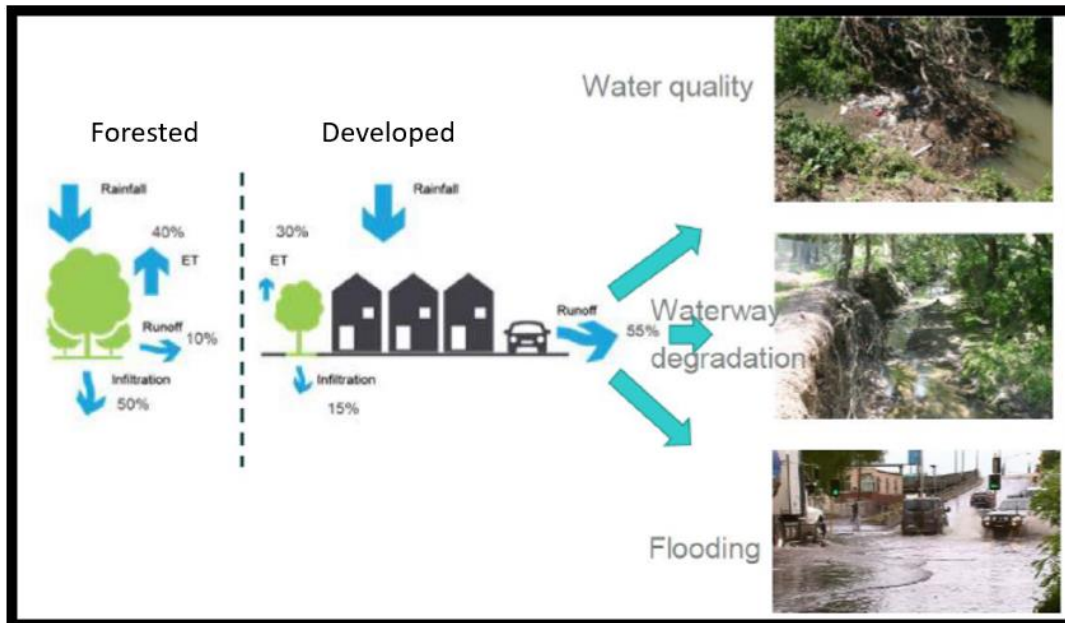 Water quality
Forested
Developed
Rainfall
Rainfall
40%
ET
30%
ET
Runoff
10%
Infiltration
50%
Infiltration
15%
Runoff
55%
Waterway
degradation
Flooding